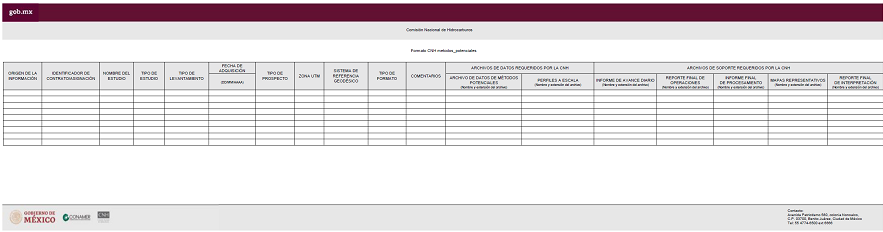 gob.mx
Comisión Nacional de Hidrocarburos
Formato CNH métodos_potenciales
ORIGEN DE LA INFORMACIÓN
IDENTIFICADOR DE CONTRATO/ASIGNACIÓN
NOMBRE DEL ESTUDIO
TIPO DE ESTUDIO
TIPO DE LEVANTAMIENTO
FECHA DE ADQUISICIÓN
(DD/MM/AAAA)
TIPO DE PROSPECTO
ZONA UTM
SISTEMA DE REFERENCIA GEODÉSICO
TIPO DE FORMATO
COMENTARIOS
ARCHIVOS DE DATOS REQUERIDOS POR LA CNH
ARCHIVO DE DATOS DE MÉTODOS POTENCIALES
(Nombre y extensión del archivo)
PERFILES A ESCALA
(Nombre y extensión del archivo)
ARCHIVOS DE SOPORTE REQUERIDOS POR LA CNH
INFORME DE AVANCE DIARIO
(Nombre y extensión del archivo)
REPORTE FINAL DE OPERACIONES
(Nombre y extensión del archivo)
INFORME FINAL DE PROCESAMIENTO
(Nombre y extensión del archivo)
MAPAS REPRESENTATIVOS
(Nombre y extensión del archivo)
REPORTE FINAL DE INTERPRETACIÓN
(Nombre y extensión del archivo)
GOBIERNO DE
MÉXICO
CONAMER
CNH
Contacto:
Avenida Patriotismo 580, colonia Nonoalco,
C.P. 03700, Benito Juárez, Ciudad de México
Tel: 55 4774-6500 ext